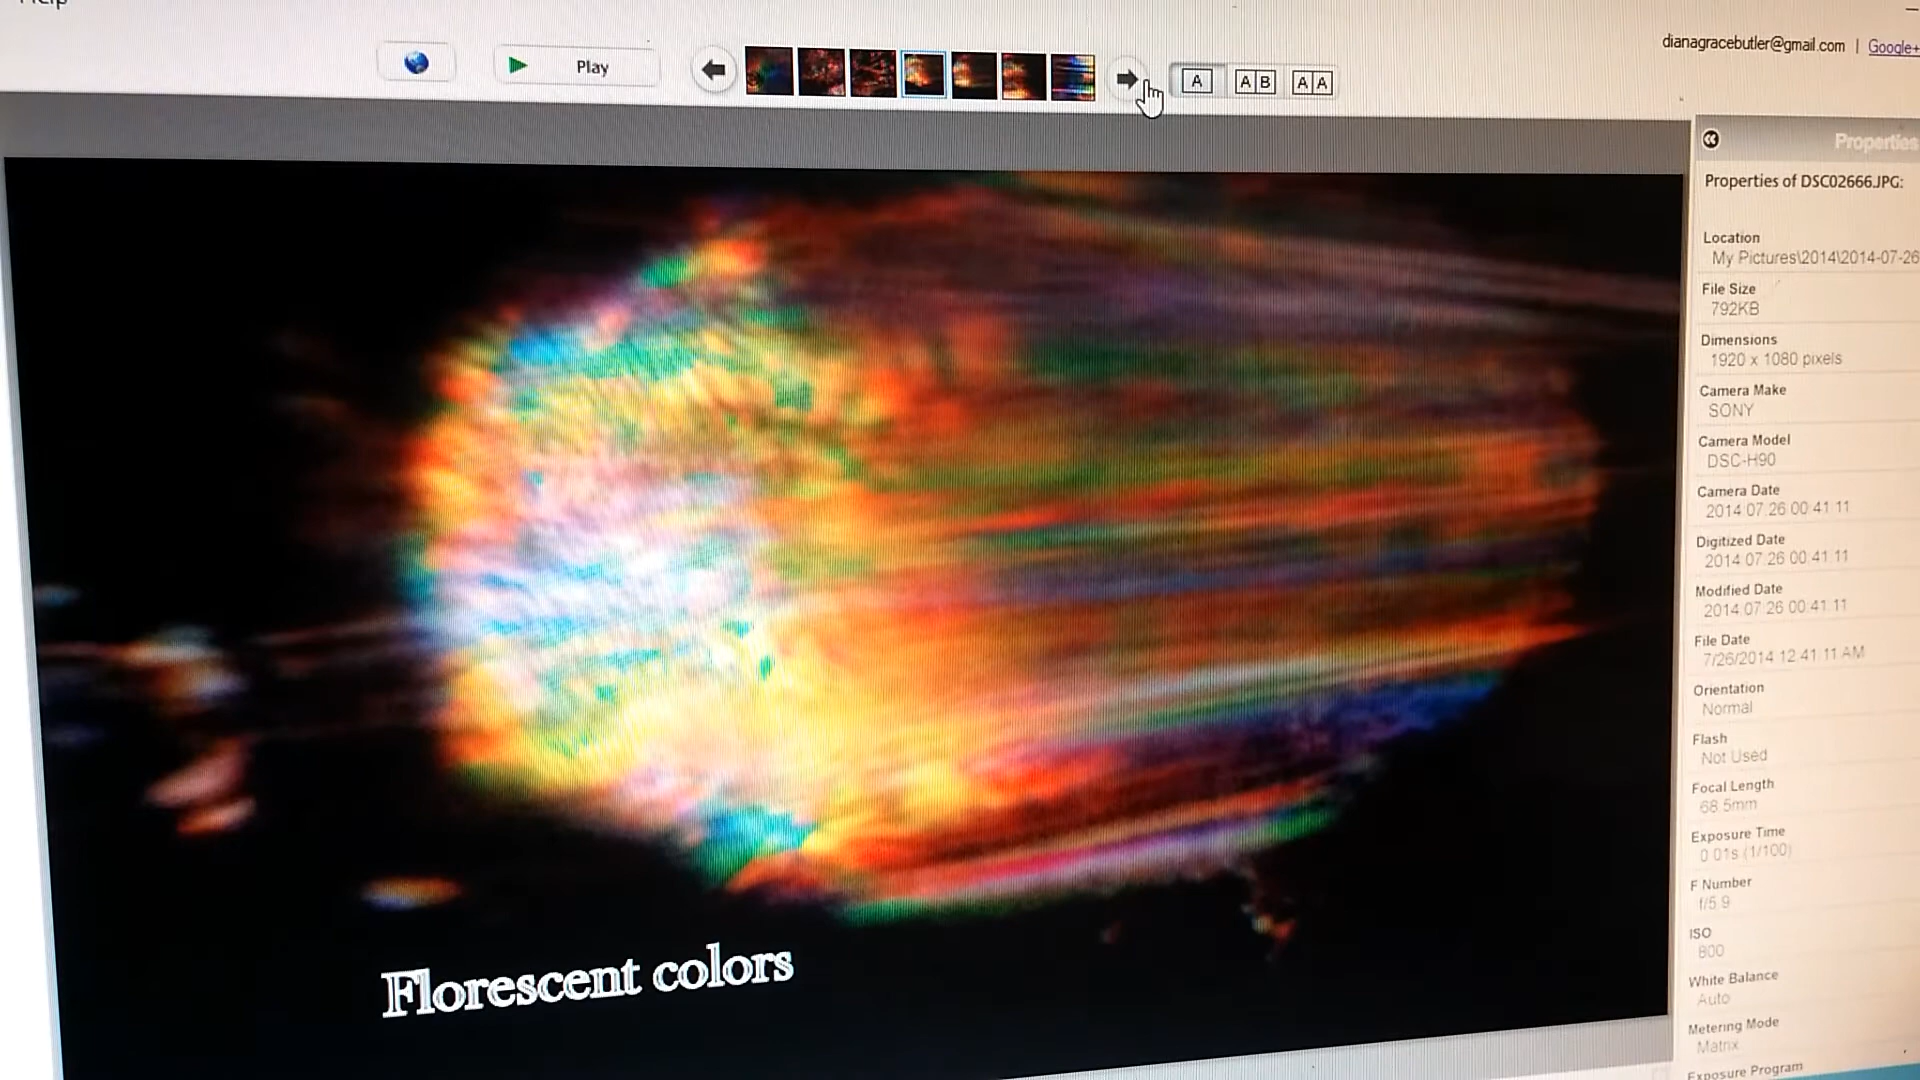 Help
dianagracebutler@gmail.com | Google+
Play
A
A B
A A
Properties
Properties of DSC02666.JPG:
Location
My Pictures\2014\2014-07-26
File Size
792KB
Dimensions
1920 x 1080 pixels
Camera Make
SONY
Camera Model
DSC-H90
Camera Date
2014:07:26 00:41:11
Digitized Date
2014:07:26 00:41:11
Modified Date
2014:07:26 00:41:11
File Date
7/26/2014 12:41:11 AM
Orientation
Normal
Flash
Not Used
Focal Length
68.5mm
Exposure Time
0.01s (1/100)
F Number
f/5.9
ISO
800
White Balance
Auto
Metering Mode
Matrix
Exposure Program
Florescent colors